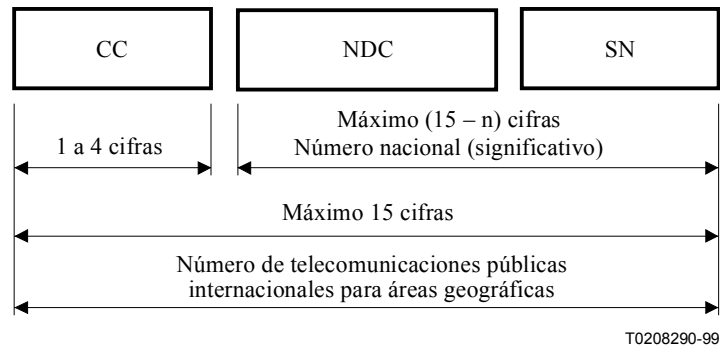 CC
NDC
SN
1 a 4 cifras
Máximo (15 – n) cifras
Número nacional (significativo)
Máximo 15 cifras
Número de telecomunicaciones públicas
internacionales para áreas geográficas
T0208290-99